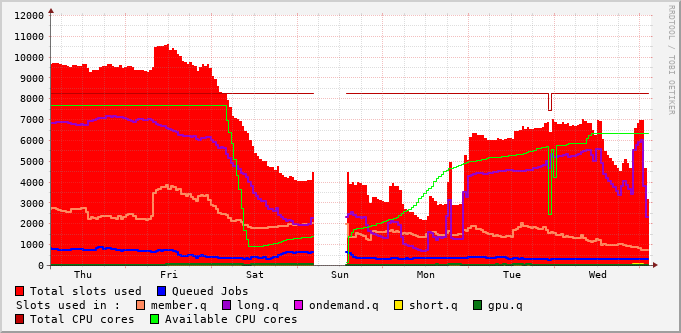 12000
11000
10000
9000
8000
7000
6000
5000
4000
3000
2000
1000
0
Thu Fri Sat Sun Mon Tue Wed
RRDTOOL / TOBI OETIKER
Total slots used Queued Jobs
Slots used in : member.q long.q ondemand.q short.q gpu.q
Total CPU cores Available CPU cores